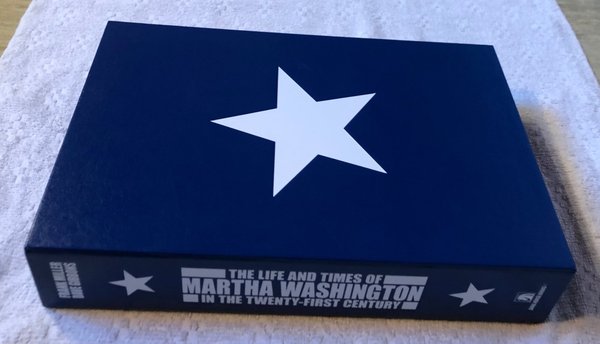 FRANK MILLER
DAVE GIBBONS
THE LIFE AND TIMES OF
MARTHA WASHINGTON
IN THE TWENTY-FIRST CENTURY